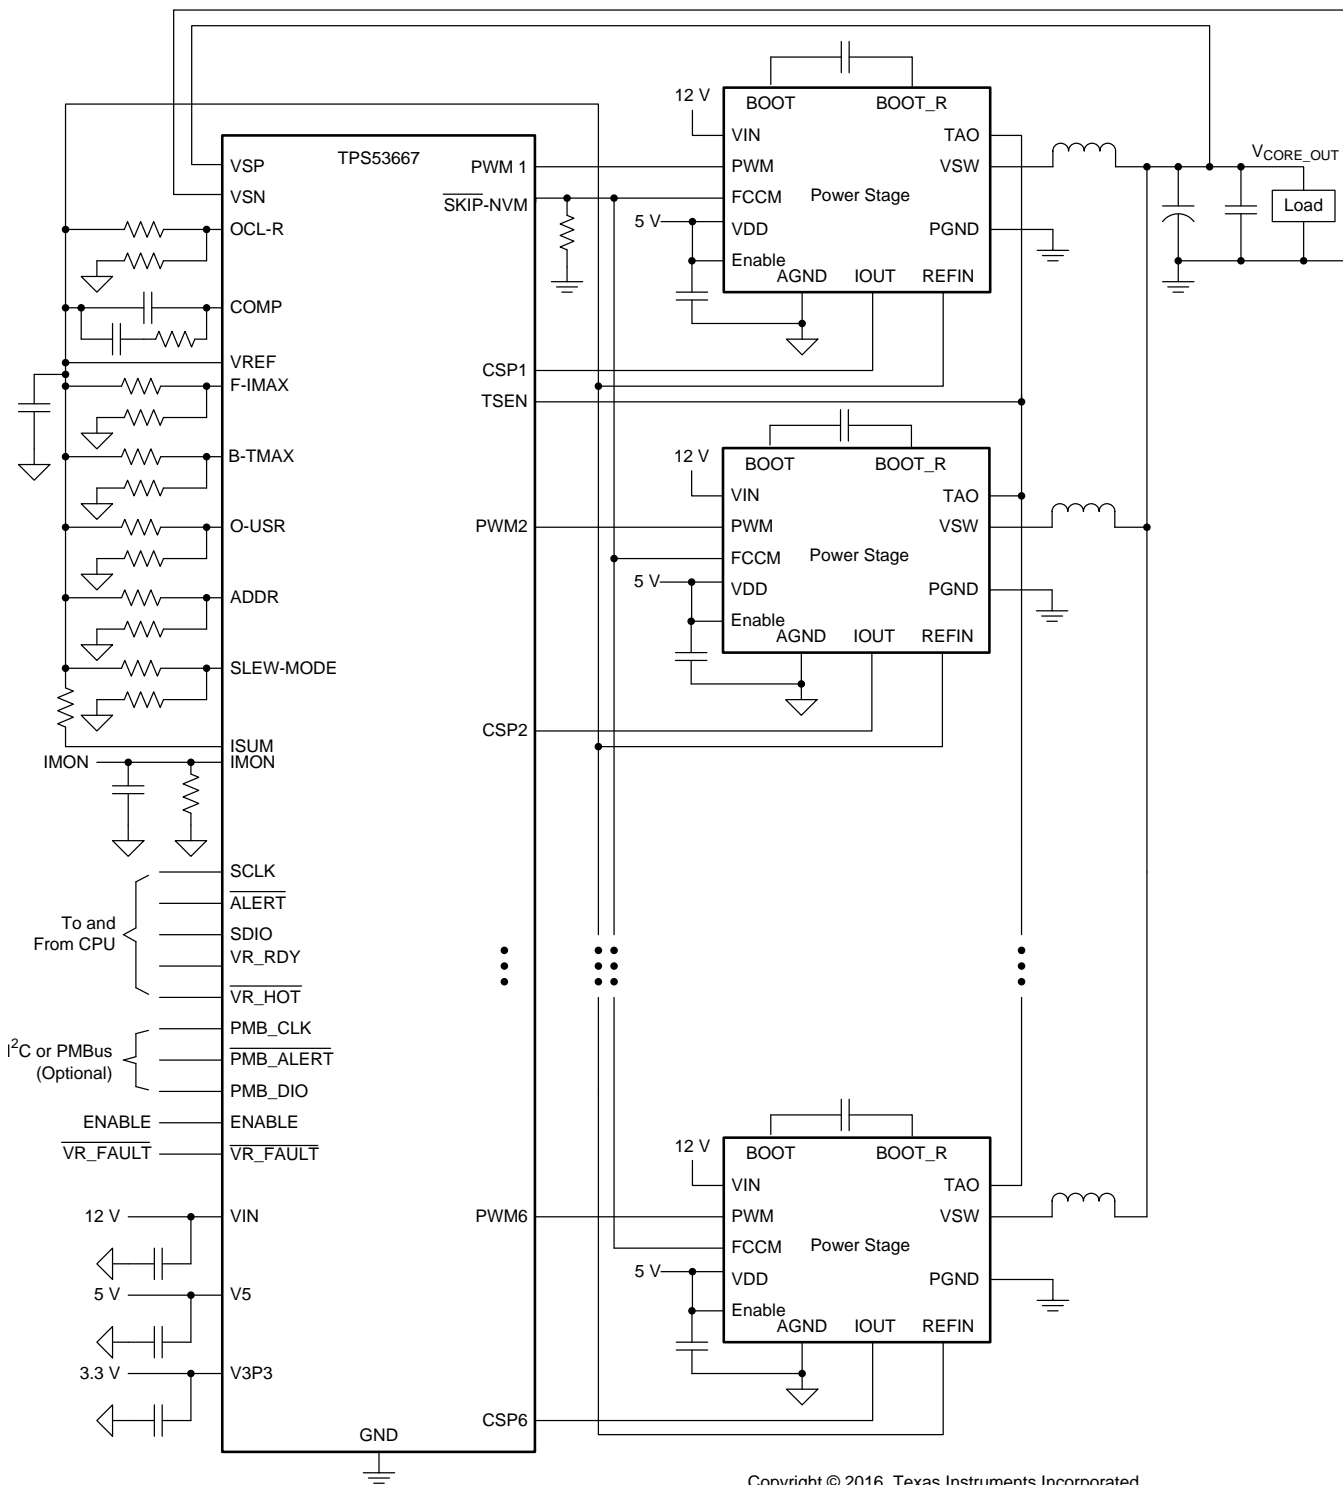 TPS53667
VSP
VSN
OCL-R
COMP
VREF
F-IMAX
B-TMAX
O-USR
ADDR
SLEW-MODE
ISUM
IMON
IMON
SCLK
ALERT
SDIO
VR_RDY
VR_HOT
To and
From CPU
PMB_CLK
PMB_ALERT
PMB_DIO
I²C or PMBus
(Optional)
ENABLE
ENABLE
VR_FAULT
VR_FAULT
12 V
VIN
5 V
V5
3.3 V
V3P3
GND
PWM 1
SKIP-NVM
CSP1
TSEN
PWM2
CSP2
PWM6
CSP6
12 V
BOOT
BOOT_R
VIN
TAO
PWM
VSW
FCCM
Power Stage
5 V
VDD
PGND
Enable
AGND
IOUT
REFIN
VCORE_OUT
Load
12 V
BOOT
BOOT_R
VIN
TAO
PWM
VSW
FCCM
Power Stage
5 V
VDD
PGND
Enable
AGND
IOUT
REFIN
12 V
BOOT
BOOT_R
VIN
TAO
PWM
VSW
FCCM
Power Stage
5 V
VDD
PGND
Enable
AGND
IOUT
REFIN
Copyright © 2016, Texas Instruments Incorporated